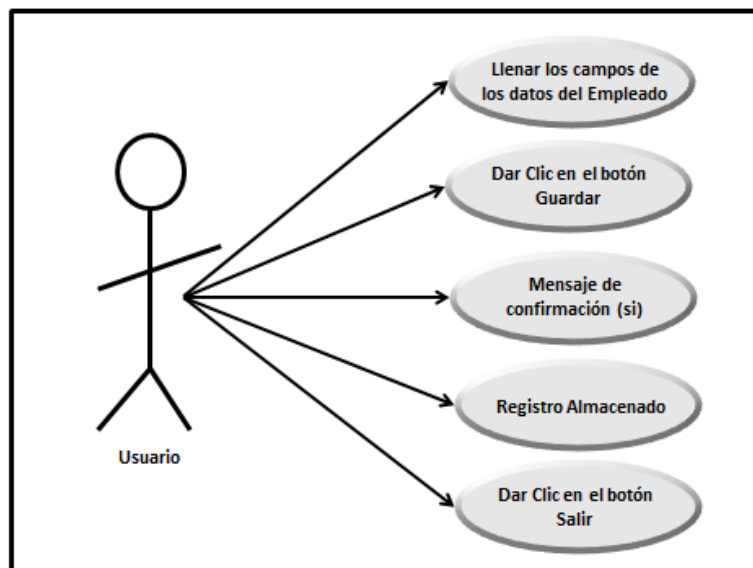 Llenar los campos de
los datos del Empleado
Dar Clic en el botón
Guardar
Mensaje de
confirmación (si)
Registro Almacenado
Usuario
Dar Clic en el botón
Salir